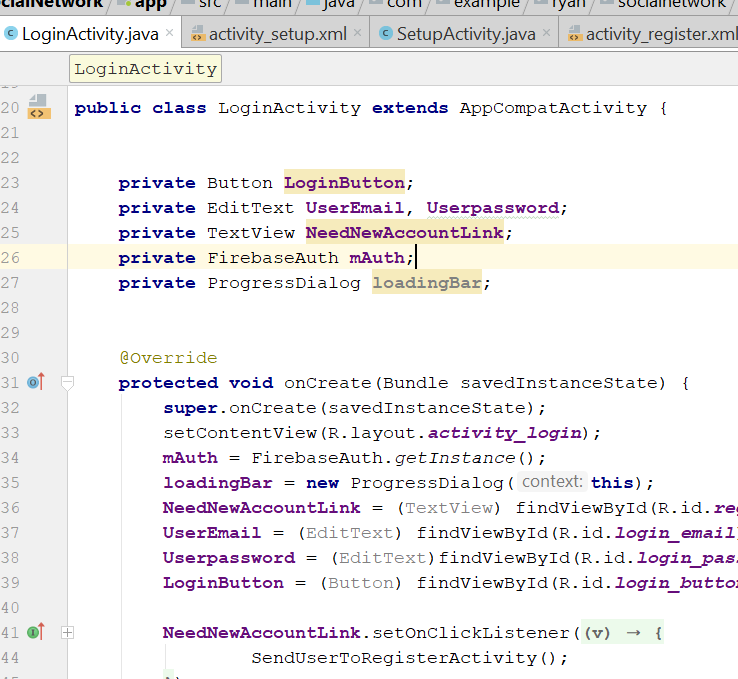 ocialNetwork app src main java com example ryan socialnetwork
LoginActivity.java × activity_setup.xml × SetupActivity.java × activity_register.xml
LoginActivity
20 public class LoginActivity extends AppCompatActivity {
21
22
23 private Button LoginButton;
24 private EditText UserEmail, Userpassword;
25 private TextView NeedNewAccountLink;
26 private FirebaseAuth mAuth;
27 private ProgressDialog loadingBar;
28
29
30 @Override
31 protected void onCreate(Bundle savedInstanceState) {
32 super.onCreate(savedInstanceState);
33 setContentView(R.layout.activity_login);
34 mAuth = FirebaseAuth.getInstance();
35 loadingBar = new ProgressDialog( context: this);
36 NeedNewAccountLink = (TextView) findViewById(R.id.reg
37 UserEmail = (EditText) findViewById(R.id.login_email)
38 Userpassword = (EditText)findViewById(R.id.login_pas
39 LoginButton = (Button) findViewById(R.id.login_button
40
41 NeedNewAccountLink.setOnClickListener((v) → {
44 SendUserToRegisterActivity();